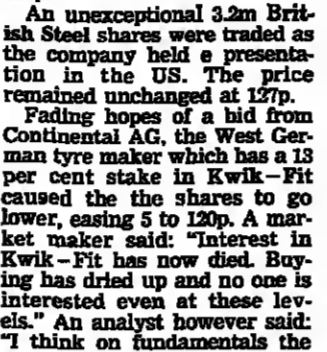 An unexceptional 3.2m Brit-
ish Steel shares were traded as
the company held e presenta-
tion in the US. The price
remained unchanged at 127p.
Fading hopes of a bid from
Continental AG, the West Ger-
man tyre maker which has a 13
per cent stake in Kwik–Fit
caused the the shares to go
lower, easing 5 to 120p. A mar-
ket maker said: "Interest in
Kwik–Fit has now died. Buy-
ing has dried up and no one is
interested even at these lev-
els." An analyst however said:
"I think on fundamentals the